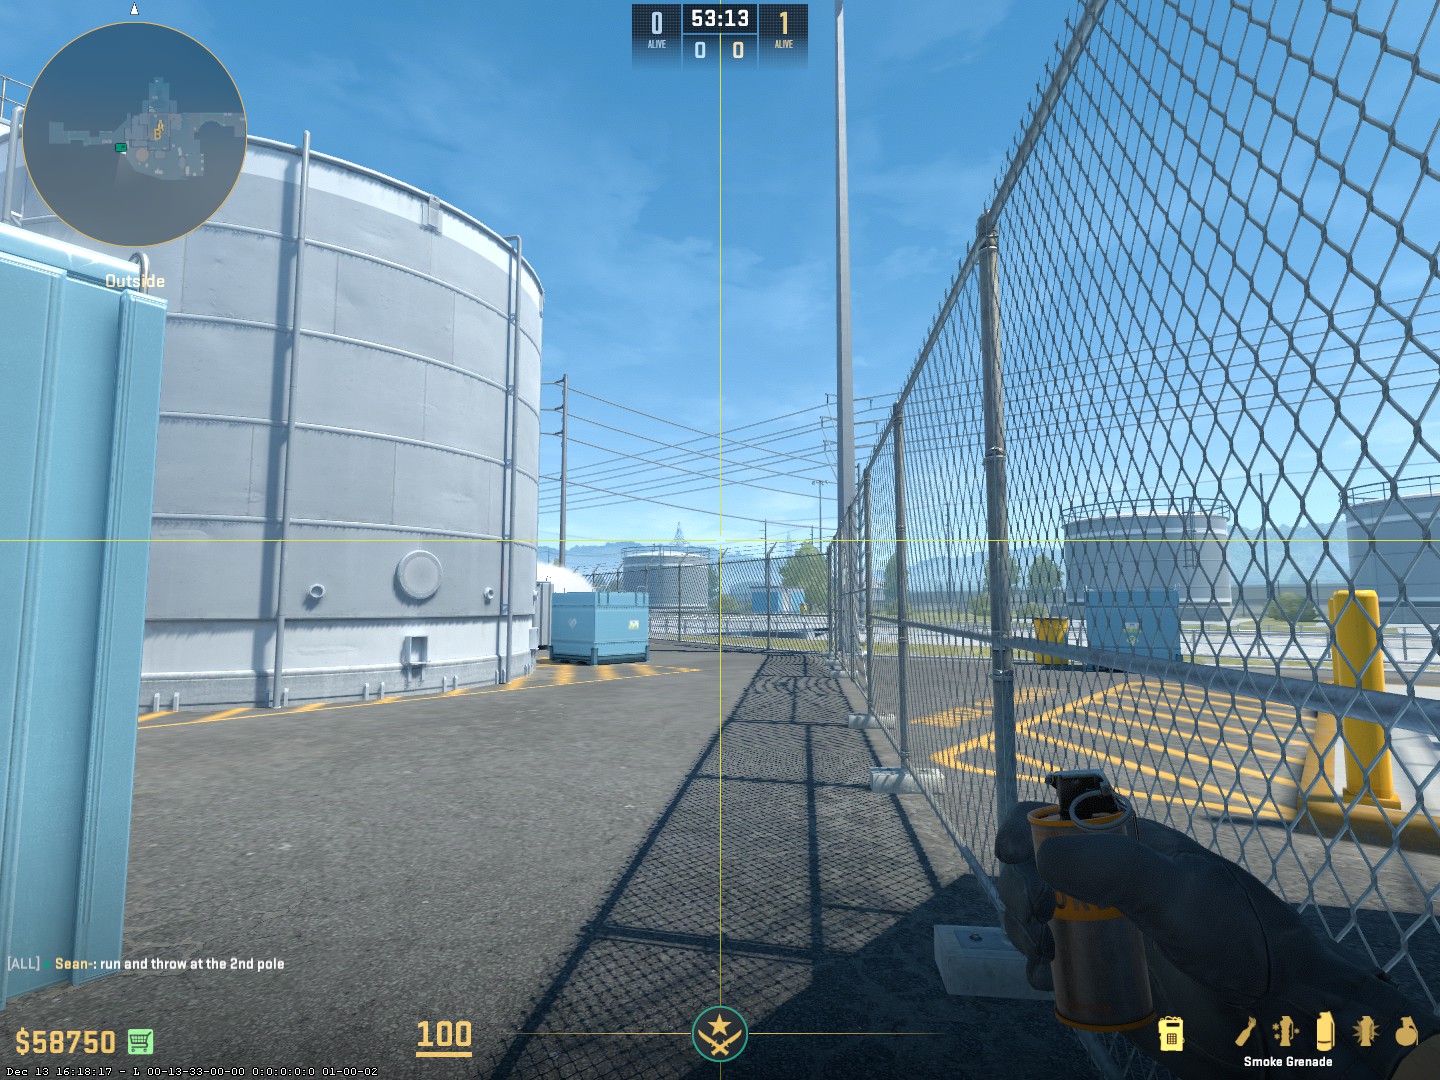 0 53:13 1
ALIVE 0 0 ALIVE
Outside
[ALL] Sean-: run and throw at the 2nd pole
$58750
100
Smoke Grenade
Dec 13 16:18:17 - L 00-13-33-00-00 0:0:0:0:0 01-00-02